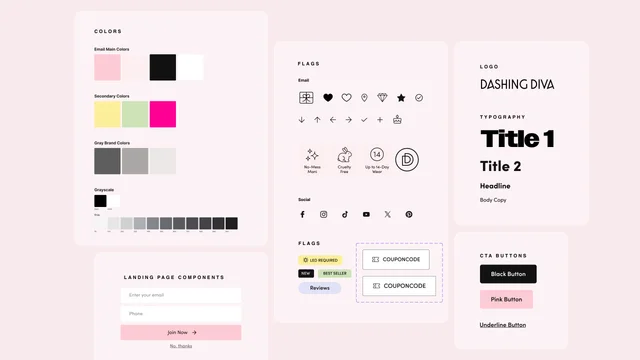 COLORS
Email Main Colors
Secondary Colors
Gray Brand Colors
Grayscale
LANDING PAGE COMPONENTS
Enter your email
Phone
Join Now
No, thanks
FLAGS
Email
No-Mess Mani
Cruelty Free
14
Up to 14-Day Wear
Social
FLAGS
LED REQUIRED
NEW
BEST SELLER
Reviews
COUPONCODE
COUPONCODE
LOGO
DASHING DIVA
TYPOGRAPHY
Title 1
Title 2
Headline
Body Copy
CTA BUTTONS
Black Button
Pink Button
Underline Button